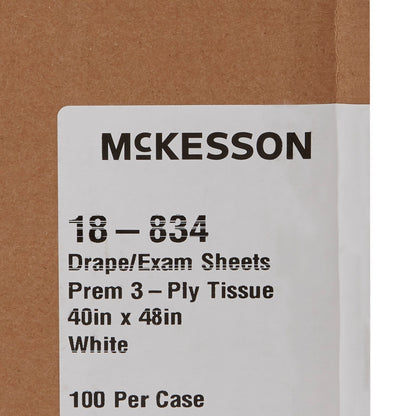 McKESSON
18 – 834
Drape/Exam Sheets
Prem 3 – Ply Tissue
40in x 48in
White
100 Per Case